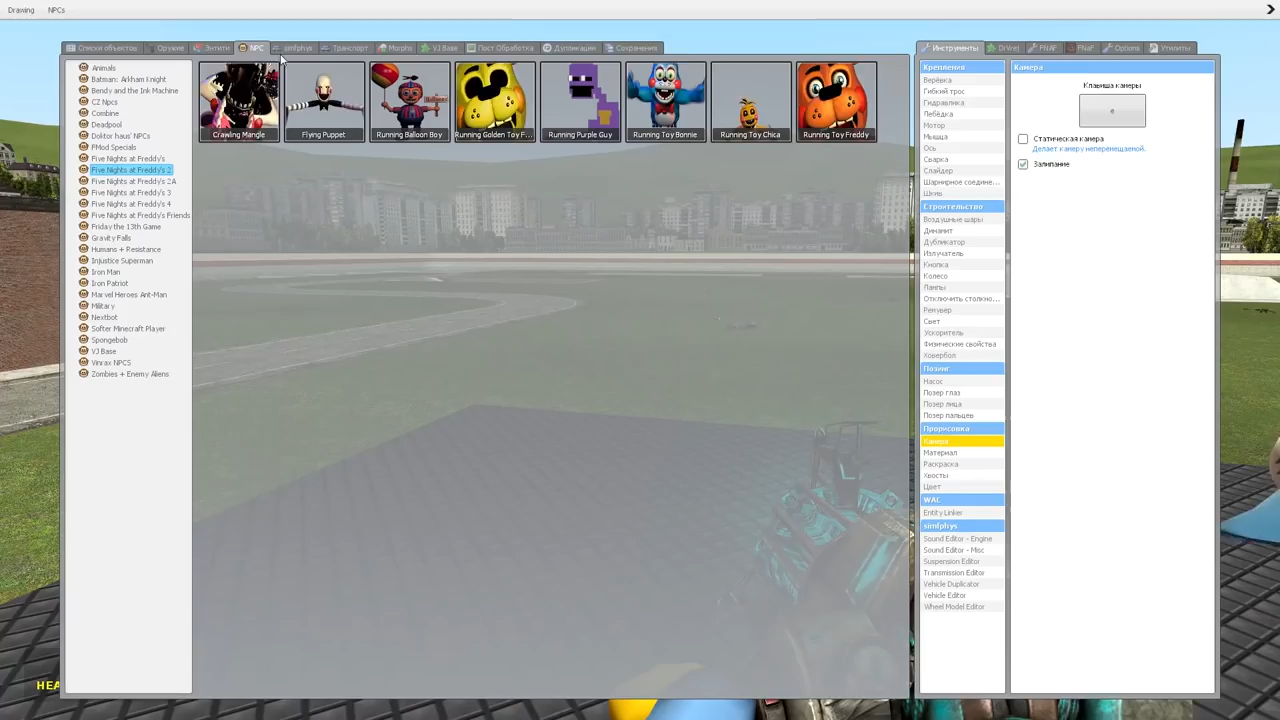 Drawing NPCs
Списки объектов Оружие Энтити NPC simfphys Транспорт Morphs VJ Base Пост Обработка Дупликации Сохранения
Инструменты DrVrej FNAF FNAF Options Утилиты
Animals
Batman: Arkham Knight
Bendy and the Ink Machine
CZ Npcs
Combine
Deadpool
Doktor haus' NPCs
FMod Specials
Five Nights at Freddy's
Five Nights at Freddy's 2
Five Nights at Freddy's 2A
Five Nights at Freddy's 3
Five Nights at Freddy's 4
Five Nights at Freddy's Friends
Friday the 13th Game
Gravity Falls
Humans + Resistance
Injustice Superman
Iron Man
Iron Patriot
Marvel Heroes Ant-Man
Military
Nextbot
Softer Minecraft Player
Spongebob
VJ Base
Vinrax NPCS
Zombies + Enemy Aliens
Crawling Mangle
Flying Puppet
Running Balloon Boy
Running Golden Toy F...
Running Purple Guy
Running Toy Bonnie
Running Toy Chica
Running Toy Freddy
Крепления
Верёвка
Гибкий трос
Гидравлика
Лебёдка
Мотор
Мышца
Ось
Сварка
Слайдер
Шарнирное соедине...
Шкив
Строительство
Воздушные шары
Динамит
Дубликатор
Излучатель
Кнопка
Колесо
Лампы
Отключить столкно...
Ремувер
Свет
Ускоритель
Физические свойства
Ховербол
Позинг
Насос
Позер глаз
Позер лица
Позер пальцев
Прорисовка
Камера
Материал
Раскраска
Хвосты
Цвет
WAC
Entity Linker
simfphys
Sound Editor - Engine
Sound Editor - Misc
Suspension Editor
Transmission Editor
Vehicle Duplicator
Vehicle Editor
Wheel Model Editor
Камера
Клавиша камеры
Статическая камера
Делает камеру неперемещаемой.
Залипание
HEA